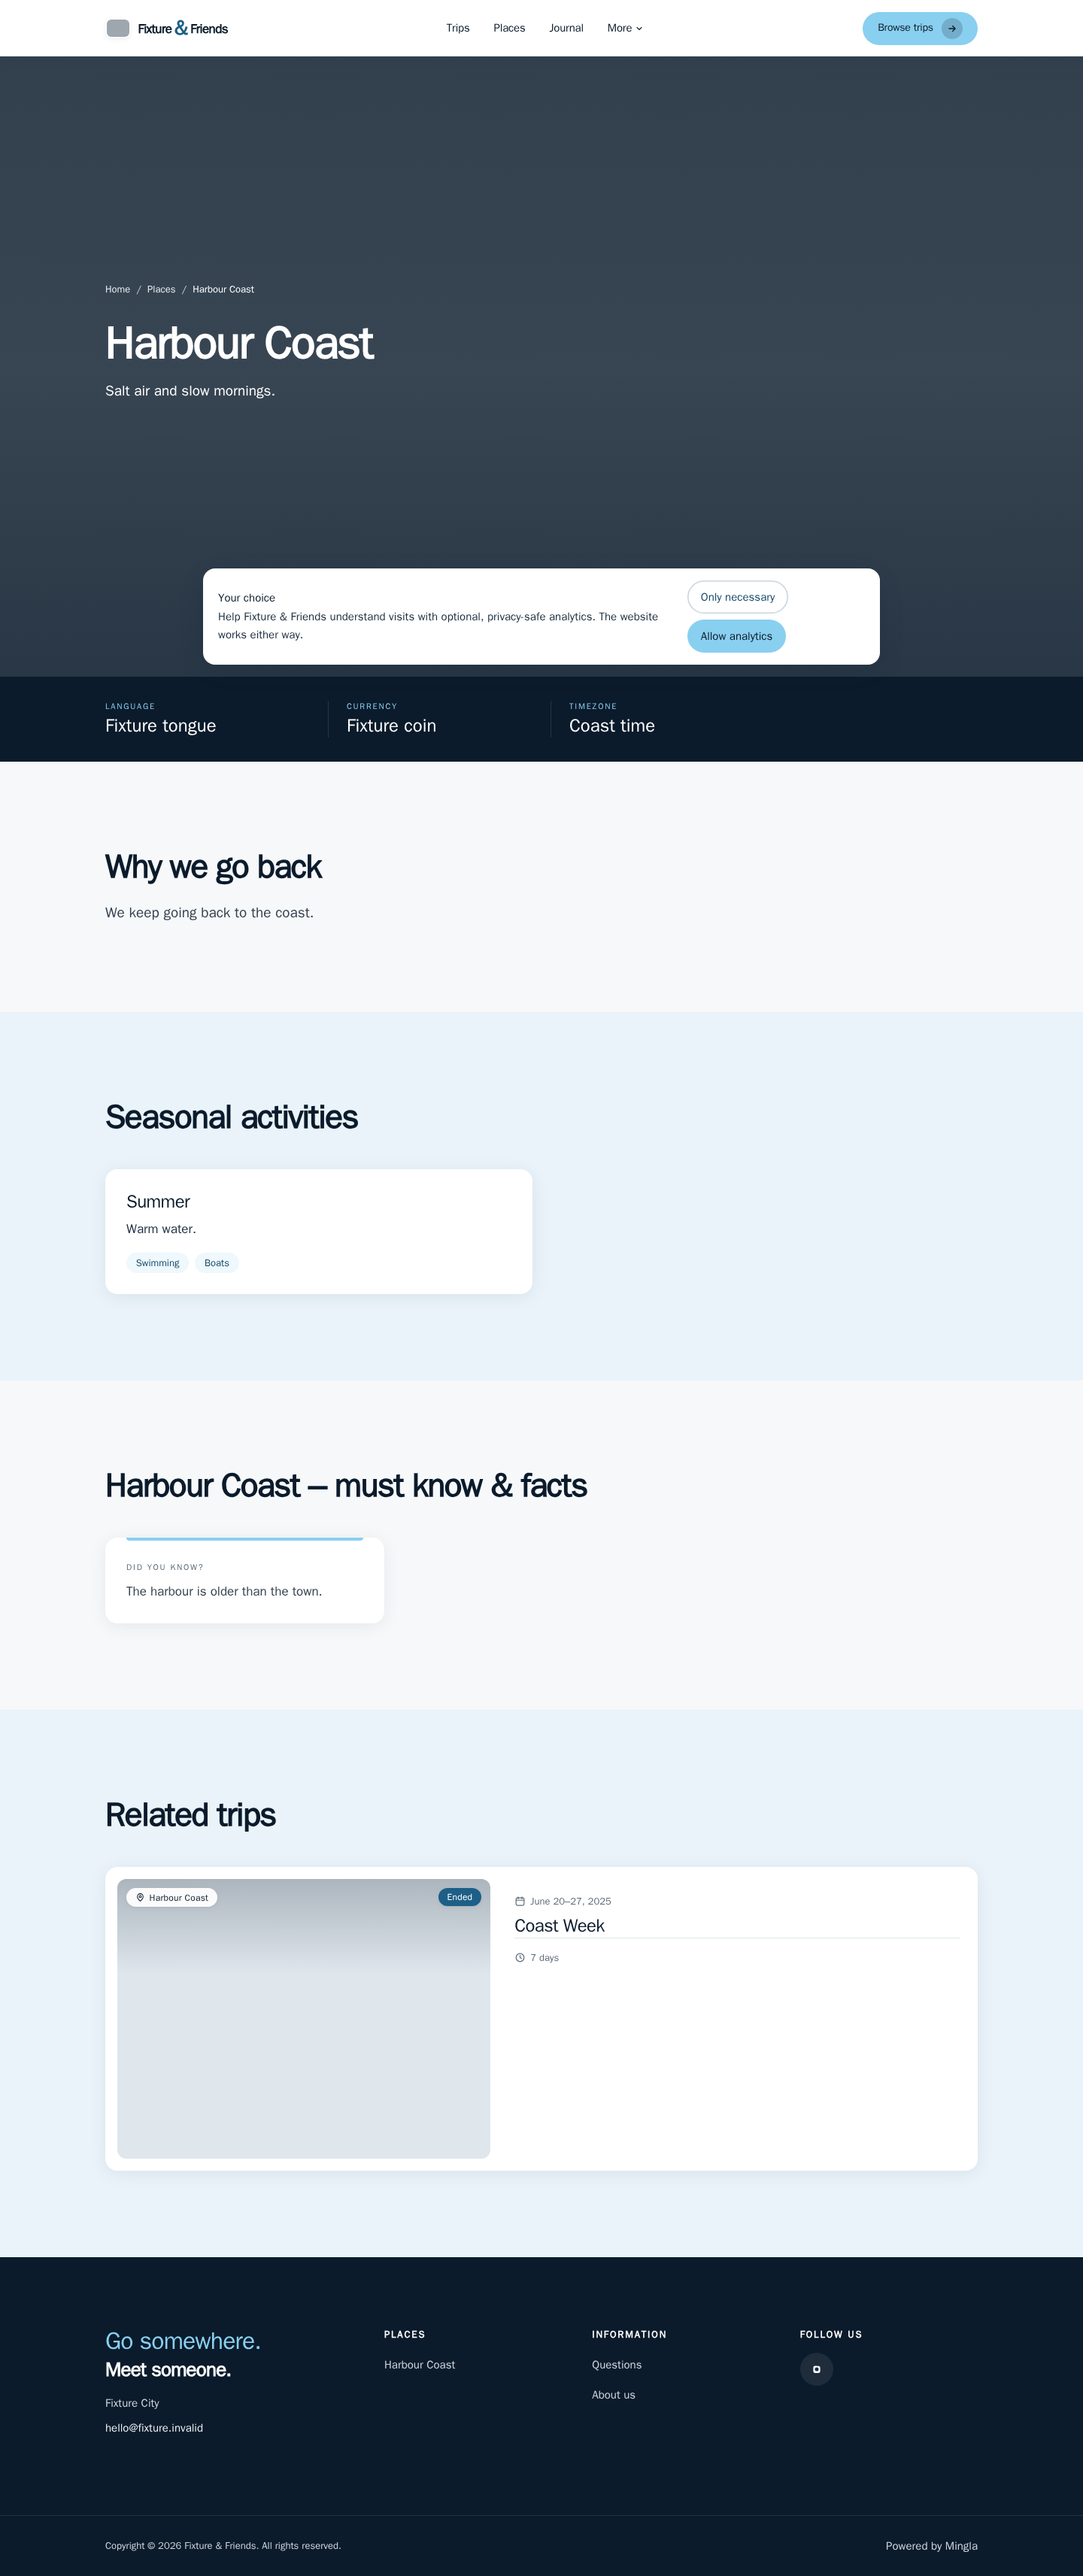 Fixture & Friends
Trips
Places
Journal
More
Browse trips
Home / Places / Harbour Coast
Harbour Coast
Salt air and slow mornings.
Your choice
Help Fixture & Friends understand visits with optional, privacy-safe analytics. The website
works either way.
Only necessary
Allow analytics
LANGUAGE
Fixture tongue
CURRENCY
Fixture coin
TIMEZONE
Coast time
Why we go back
We keep going back to the coast.
Seasonal activities
Summer
Warm water.
Swimming
Boats
Harbour Coast – must know & facts
DID YOU KNOW?
The harbour is older than the town.
Related trips
Harbour Coast
Ended
June 20–27, 2025
Coast Week
7 days
Go somewhere.
Meet someone.
Fixture City
hello@fixture.invalid
PLACES
Harbour Coast
INFORMATION
Questions
About us
FOLLOW US
Copyright © 2026 Fixture & Friends. All rights reserved.
Powered by Mingla